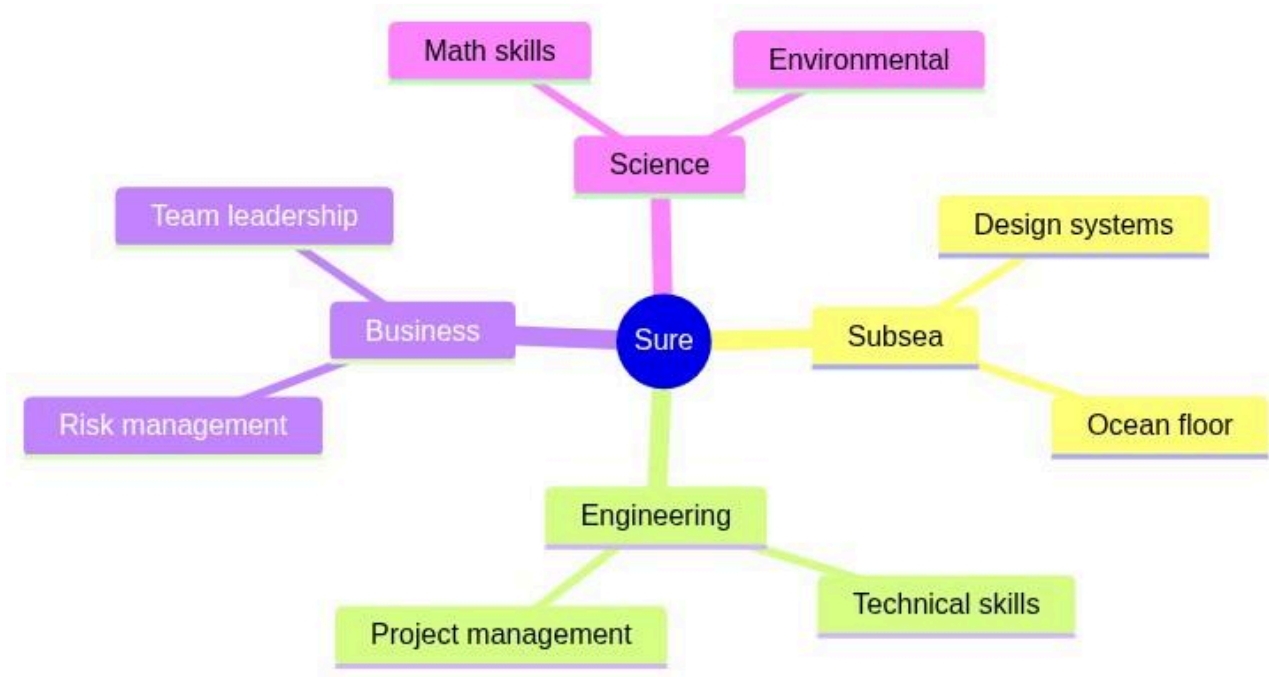 Math skills
Environmental
Science
Team leadership
Design systems
Business
Sure
Subsea
Risk management
Ocean floor
Engineering
Technical skills
Project management